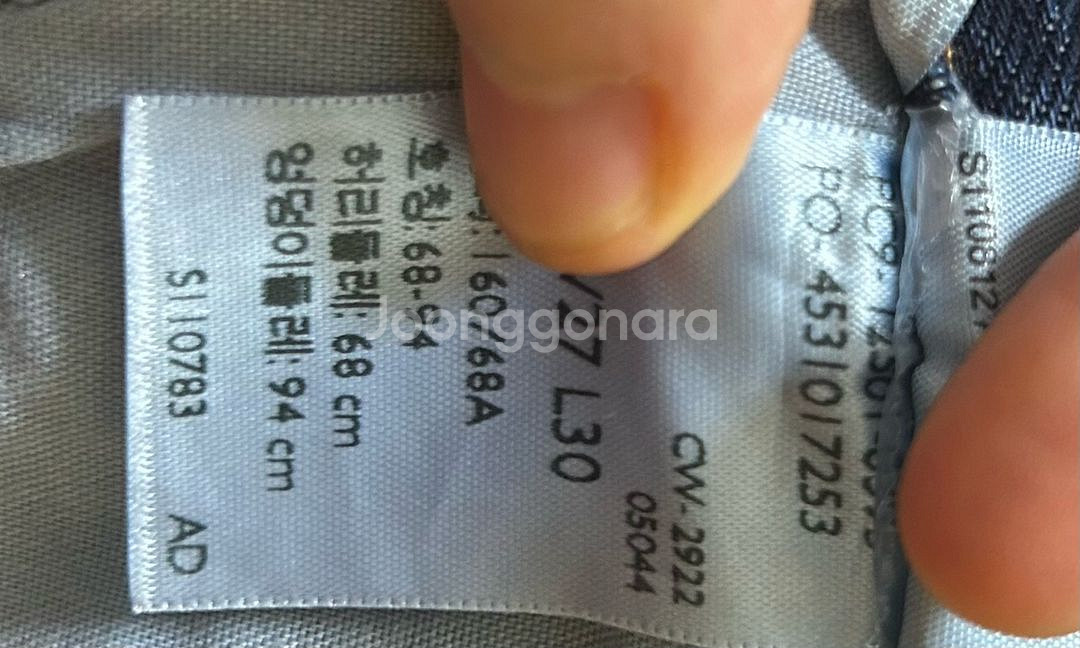 S1108127
PO-4531017253
CW-2922
05044
/27 L30
: 160/68A
호칭: 68-94
허리둘레: 68 cm
엉덩이둘레: 94 cm
S110783 AD
Joonggonara